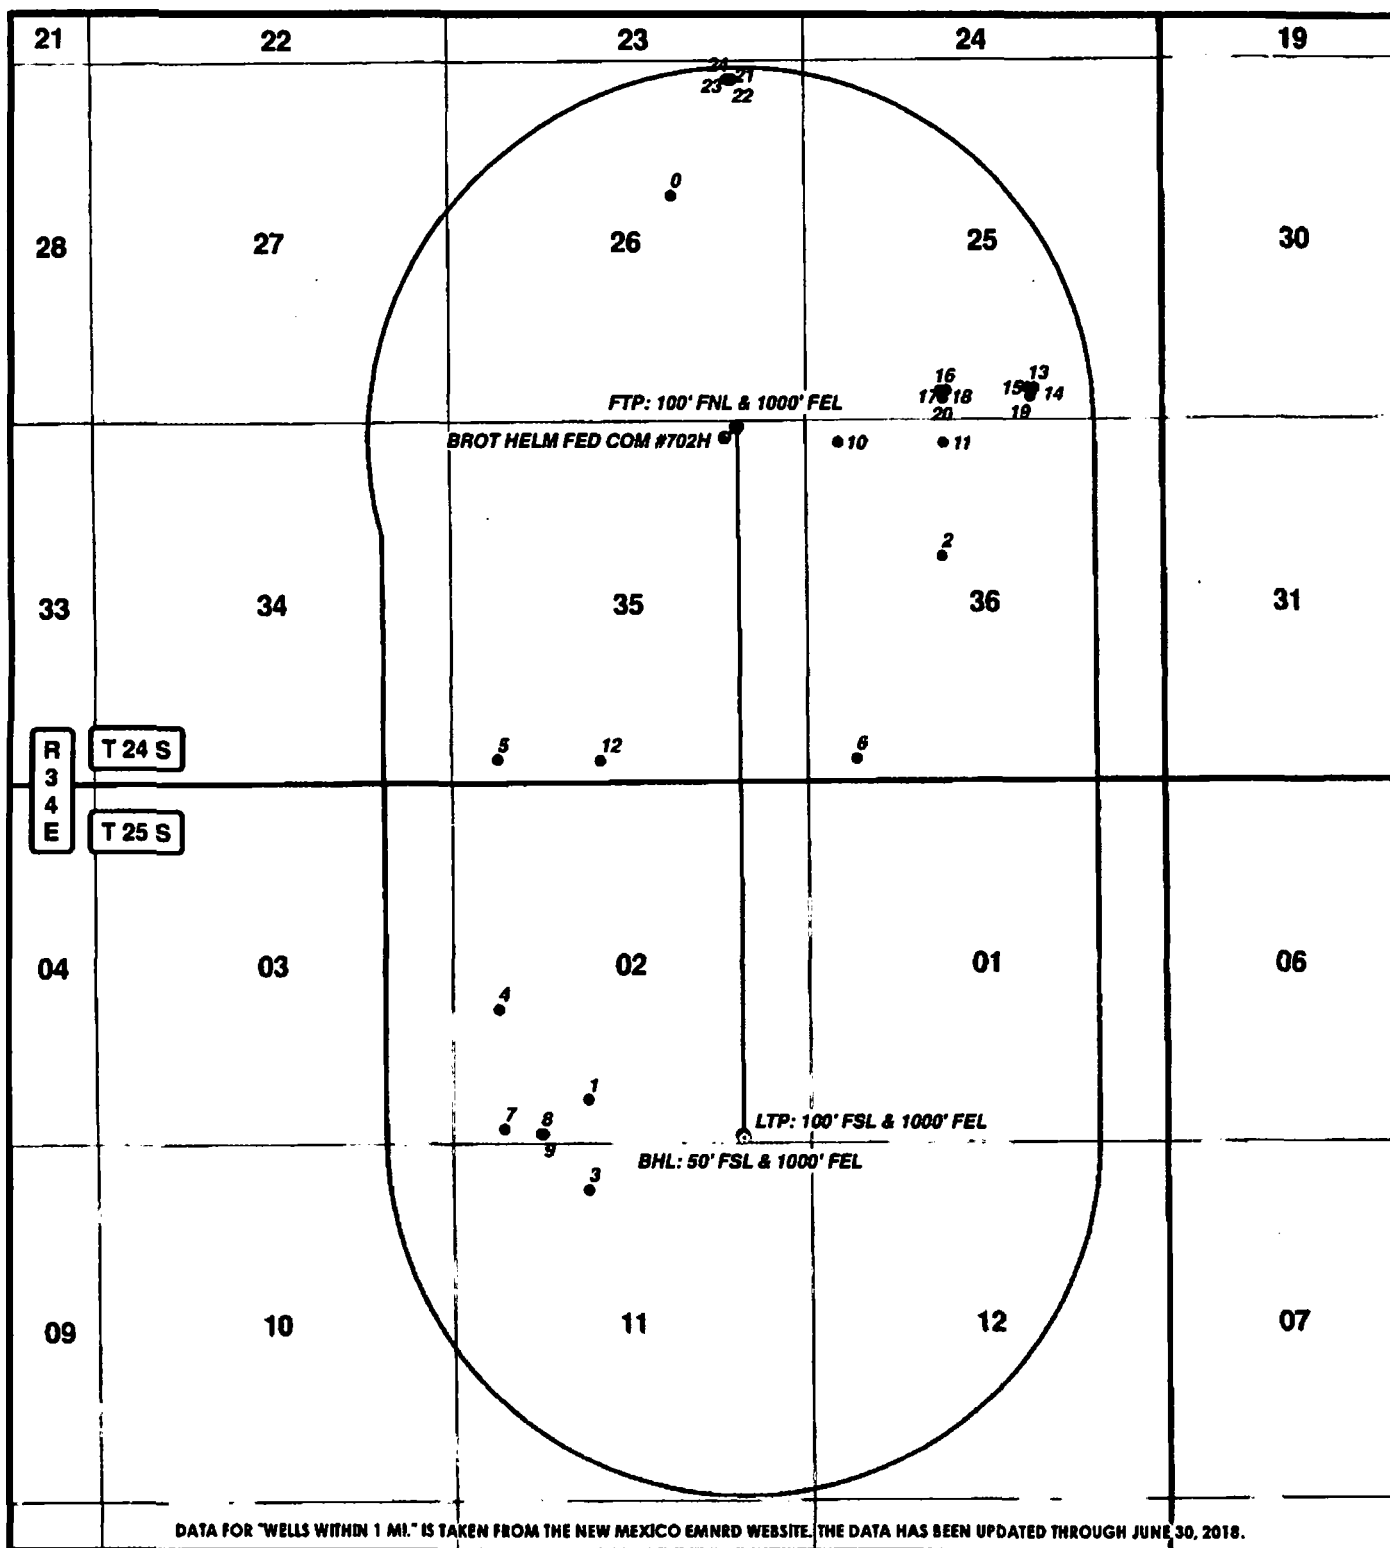 21 22 23 24 19
24 21
23 22
0
28 27 26 25 30
16 13
15 14
17 18
FTP: 100' FNL & 1000' FEL
20 19
BROT HELM FED COM #702H
10 11
2
33 34 35 36 31
5 12 6
R
3
4
E
T 24 S
T 25 S
04 03 02 01 06
4
1
7 8
LTP: 100' FSL & 1000' FEL
9
BHL: 50' FSL & 1000' FEL
3
09 10 11 12 07
DATA FOR "WELLS WITHIN 1 MI." IS TAKEN FROM THE NEW MEXICO EMNRD WEBSITE. THE DATA HAS BEEN UPDATED THROUGH JUNE 30, 2018.